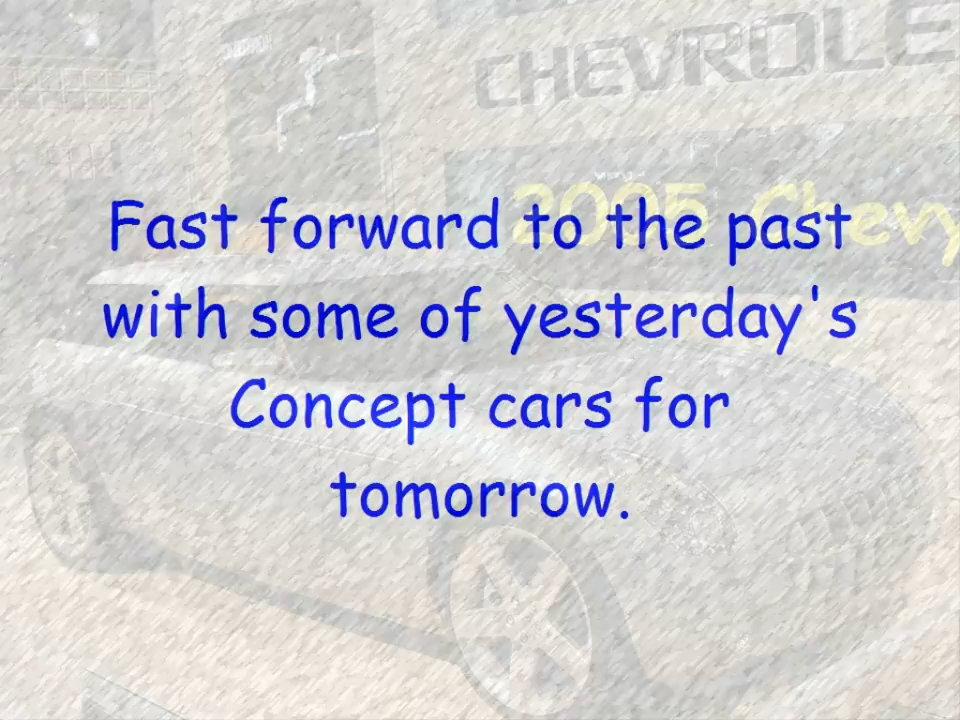 CHEVROLE
2005 Chevy
Fast forward to the past
with some of yesterday's
Concept cars for
tomorrow.